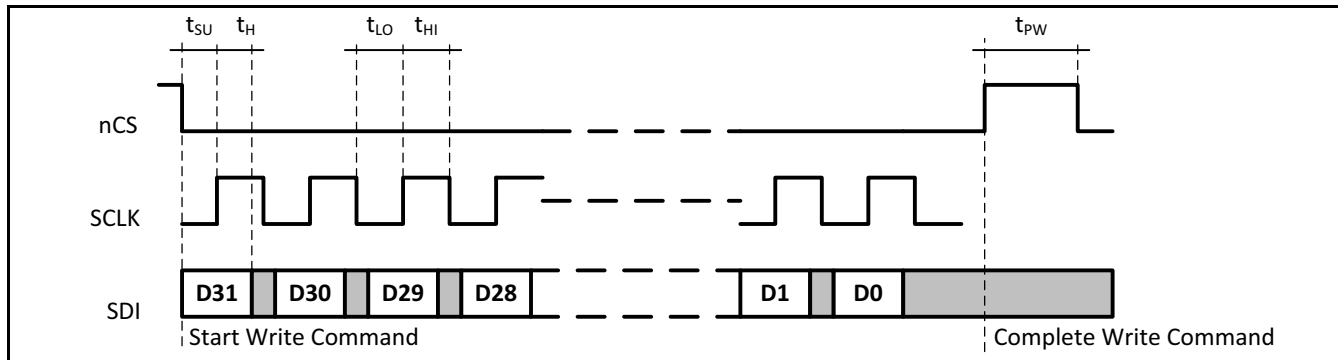 tSU tH tLO tHI tPW
nCS
SCLK
SDI D31 D30 D29 D28 D1 D0
Start Write Command Complete Write Command